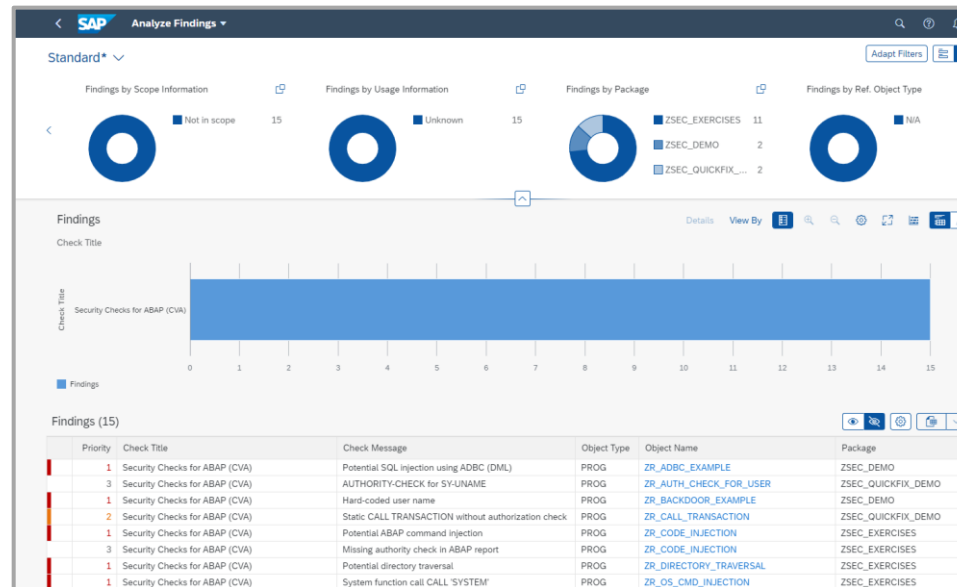 SAP Analyze Findings
Standard*
Adapt Filters
Findings by Scope Information
Not in scope 15
Findings by Usage Information
Unknown 15
Findings by Package
ZSEC_EXERCISES 11
ZSEC_DEMO 2
ZSEC_QUICKFIX_... 2
Findings by Ref. Object Type
N/A
Findings
Details View By
Check Title
Check Title
Security Checks for ABAP (CVA)
0 1 2 3 4 5 6 7 8 9 10 11 12 13 14 15
Findings
Findings (15)
Priority Check Title Check Message Object Type Object Name Package
1 Security Checks for ABAP (CVA) Potential SQL injection using ADBC (DML) PROG ZR_ADBC_EXAMPLE ZSEC_DEMO
3 Security Checks for ABAP (CVA) AUTHORITY-CHECK for SY-UNAME PROG ZR_AUTH_CHECK_FOR_USER ZSEC_QUICKFIX_DEMO
1 Security Checks for ABAP (CVA) Hard-coded user name PROG ZR_BACKDOOR_EXAMPLE ZSEC_DEMO
2 Security Checks for ABAP (CVA) Static CALL TRANSACTION without authorization check PROG ZR_CALL_TRANSACTION ZSEC_QUICKFIX_DEMO
1 Security Checks for ABAP (CVA) Potential ABAP command injection PROG ZR_CODE_INJECTION ZSEC_EXERCISES
3 Security Checks for ABAP (CVA) Missing authority check in ABAP report PROG ZR_CODE_INJECTION ZSEC_EXERCISES
1 Security Checks for ABAP (CVA) Potential directory traversal PROG ZR_DIRECTORY_TRAVERSAL ZSEC_EXERCISES
1 Security Checks for ABAP (CVA) System function call CALL 'SYSTEM' PROG ZR_OS_CMD_INJECTION ZSEC_EXERCISES